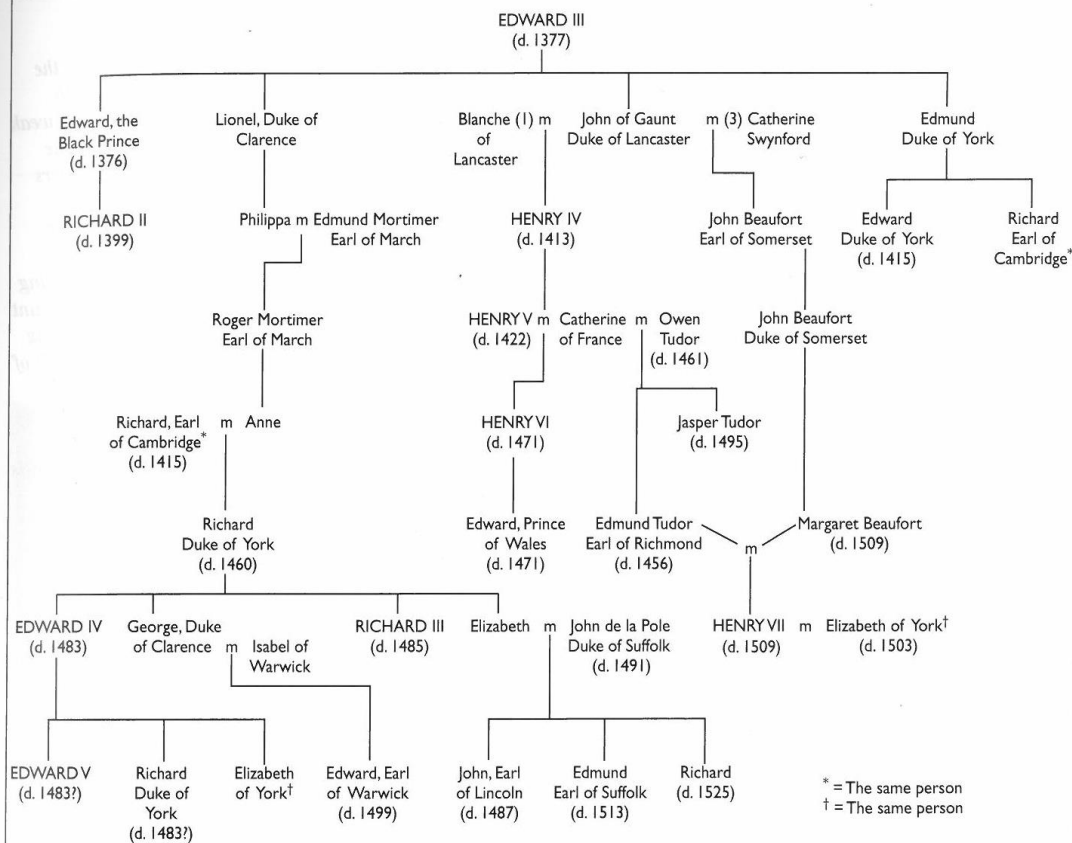 EDWARD III
(d. 1377)
Edward, the
Black Prince
(d. 1376)
Lionel, Duke of
Clarence
Blanche (1) m
of
Lancaster
John of Gaunt
Duke of Lancaster
m (3) Catherine
Swynford
Edmund
Duke of York
RICHARD II
(d. 1399)
Philippa m Edmund Mortimer
Earl of March
HENRY IV
(d. 1413)
John Beaufort
Earl of Somerset
Edward
Duke of York
(d. 1415)
Richard
Earl of
Cambridge*
Roger Mortimer
Earl of March
HENRY V m Catherine m Owen
(d. 1422) of France Tudor
(d. 1461)
John Beaufort
Duke of Somerset
Richard, Earl m Anne
of Cambridge*
(d. 1415)
HENRY VI
(d. 1471)
Jasper Tudor
(d. 1495)
Richard
Duke of York
(d. 1460)
Edward, Prince
of Wales
(d. 1471)
Edmund Tudor
Earl of Richmond
(d. 1456)
m
Margaret Beaufort
(d. 1509)
EDWARD IV
(d. 1483)
George, Duke
of Clarence m Isabel of
Warwick
RICHARD III
(d. 1485)
Elizabeth m John de la Pole
Duke of Suffolk
(d. 1491)
HENRY VII m Elizabeth of York†
(d. 1509) (d. 1503)
EDWARD V
(d. 1483?)
Richard
Duke of
York
(d. 1483?)
Elizabeth
of York†
Edward, Earl
of Warwick
(d. 1499)
John, Earl
of Lincoln
(d. 1487)
Edmund
Earl of Suffolk
(d. 1513)
Richard
(d. 1525)
* = The same person
† = The same person